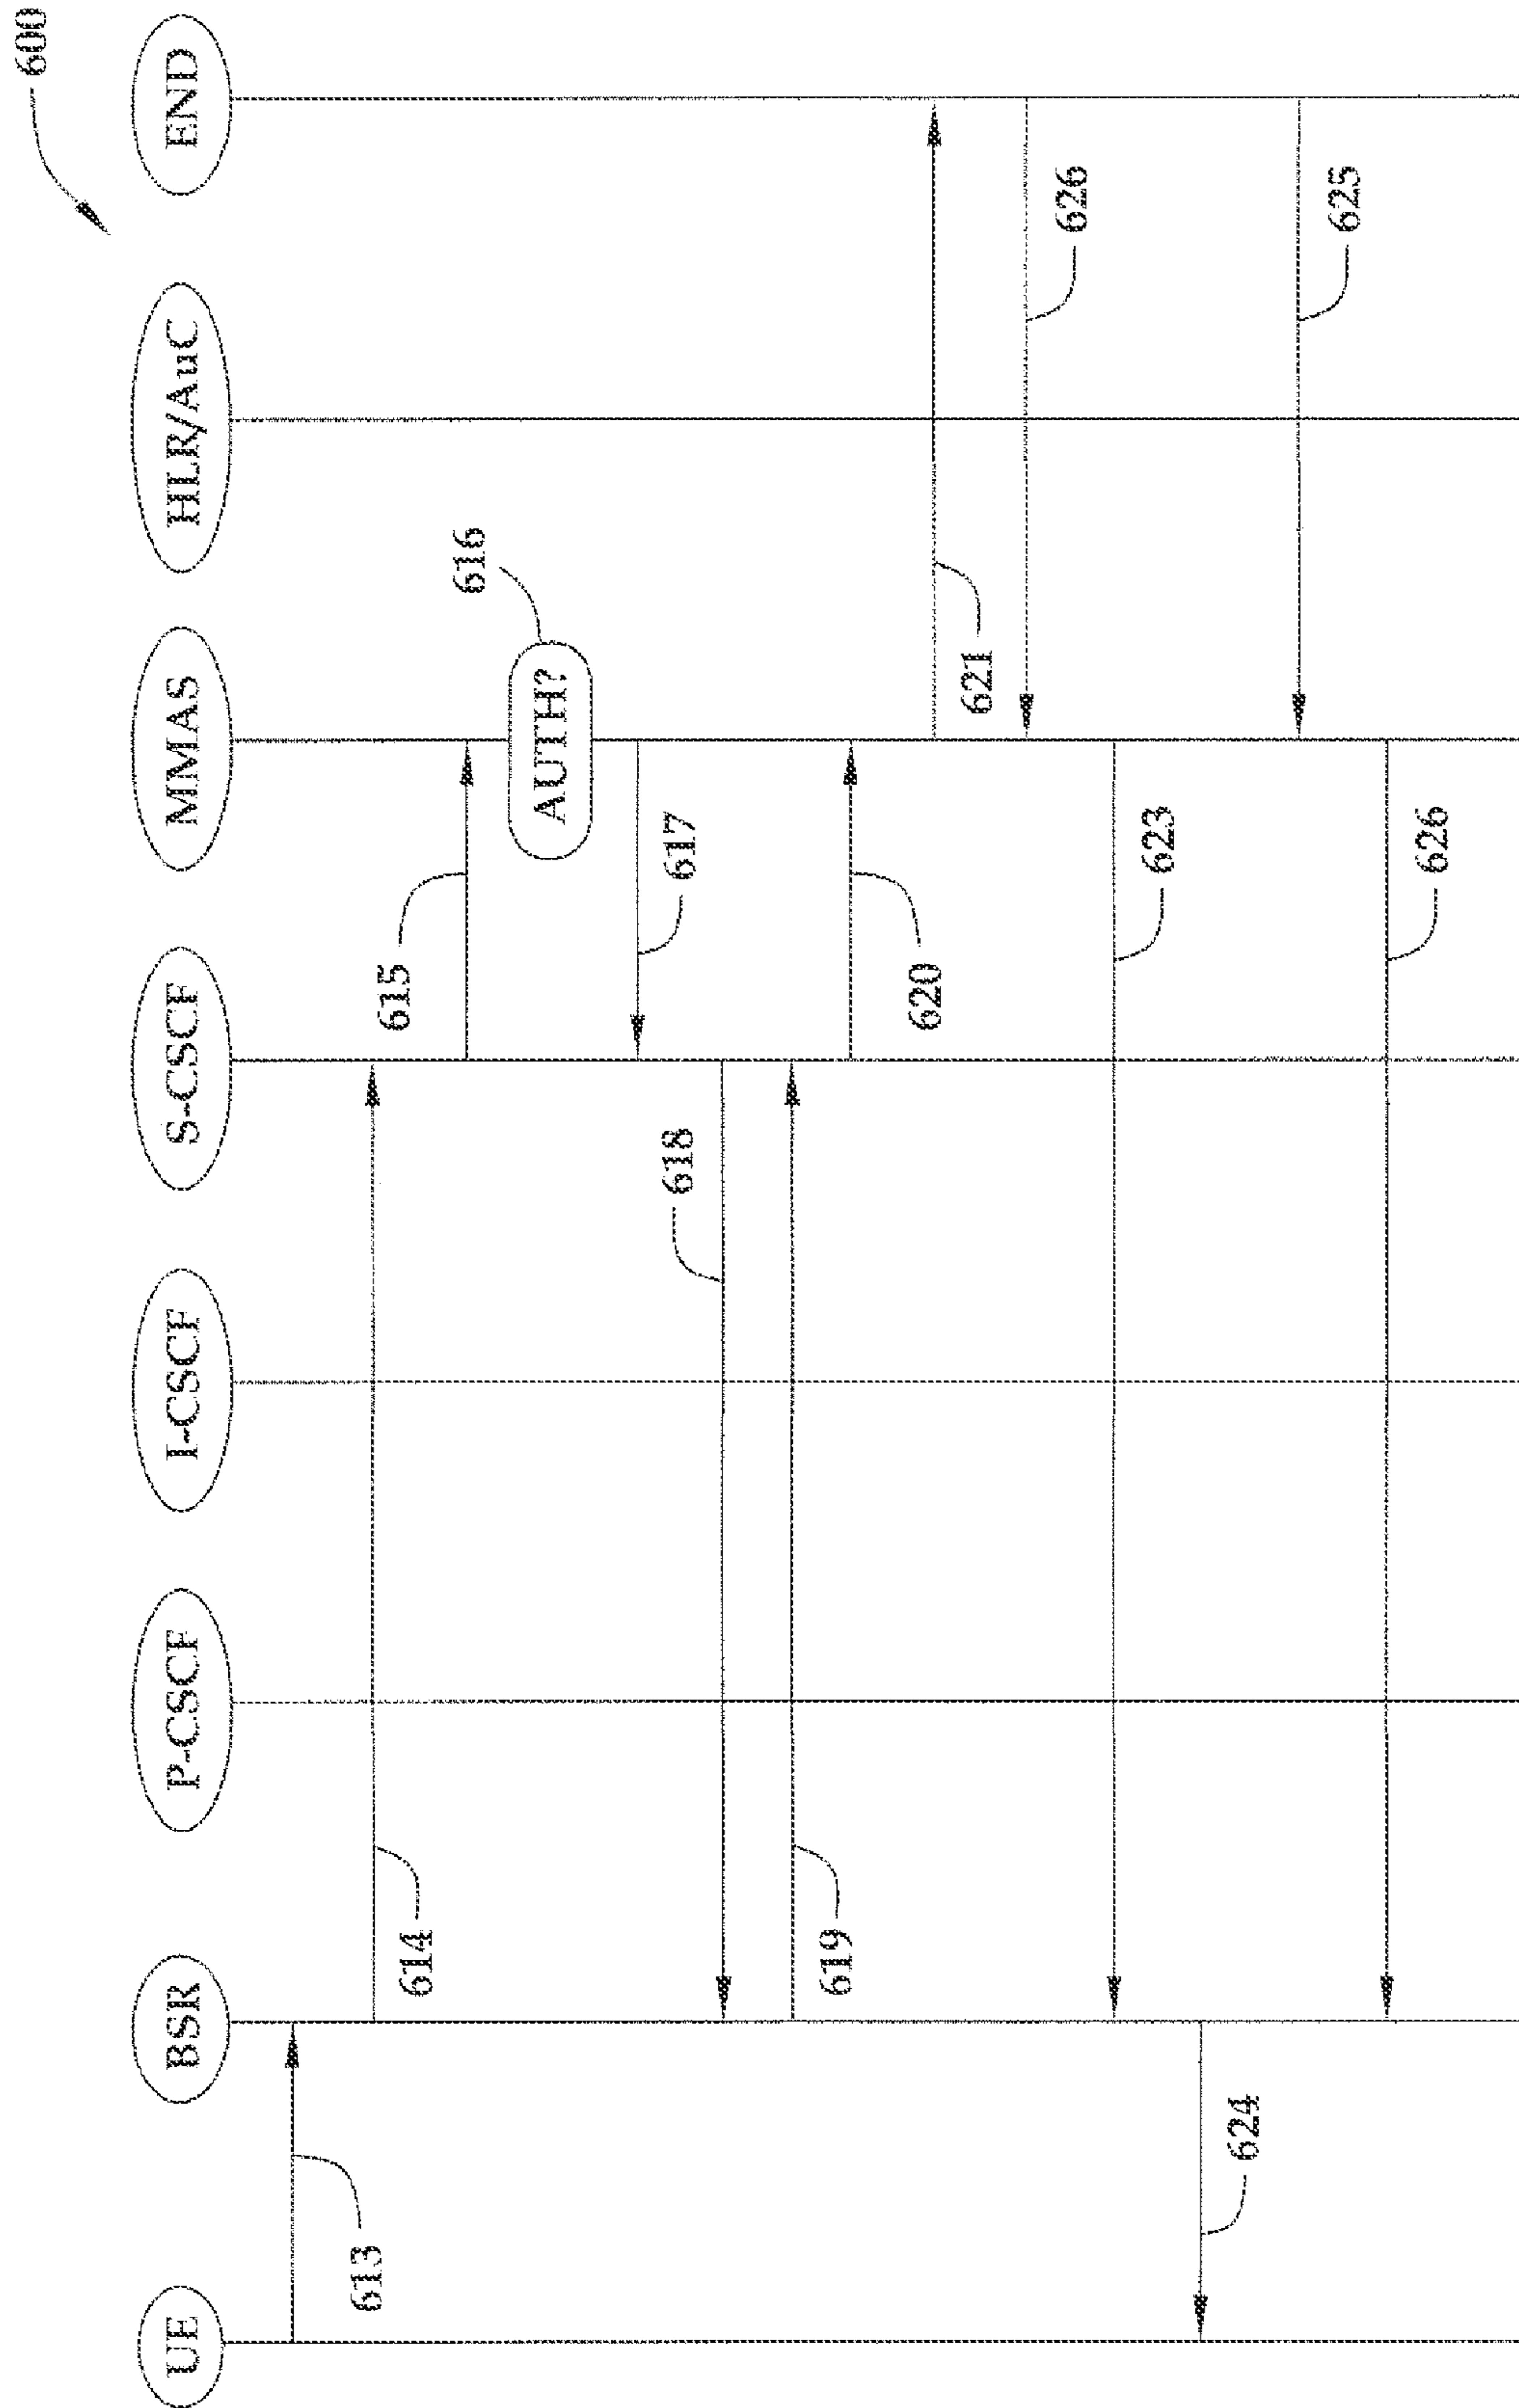 600
UE
BSR
P-CSCF
I-CSCF
S-CSCF
MMAS
HLR/AuC
END
613
614
615
616
AUTH?
617
618
619
620
621
626
623
624
625
626